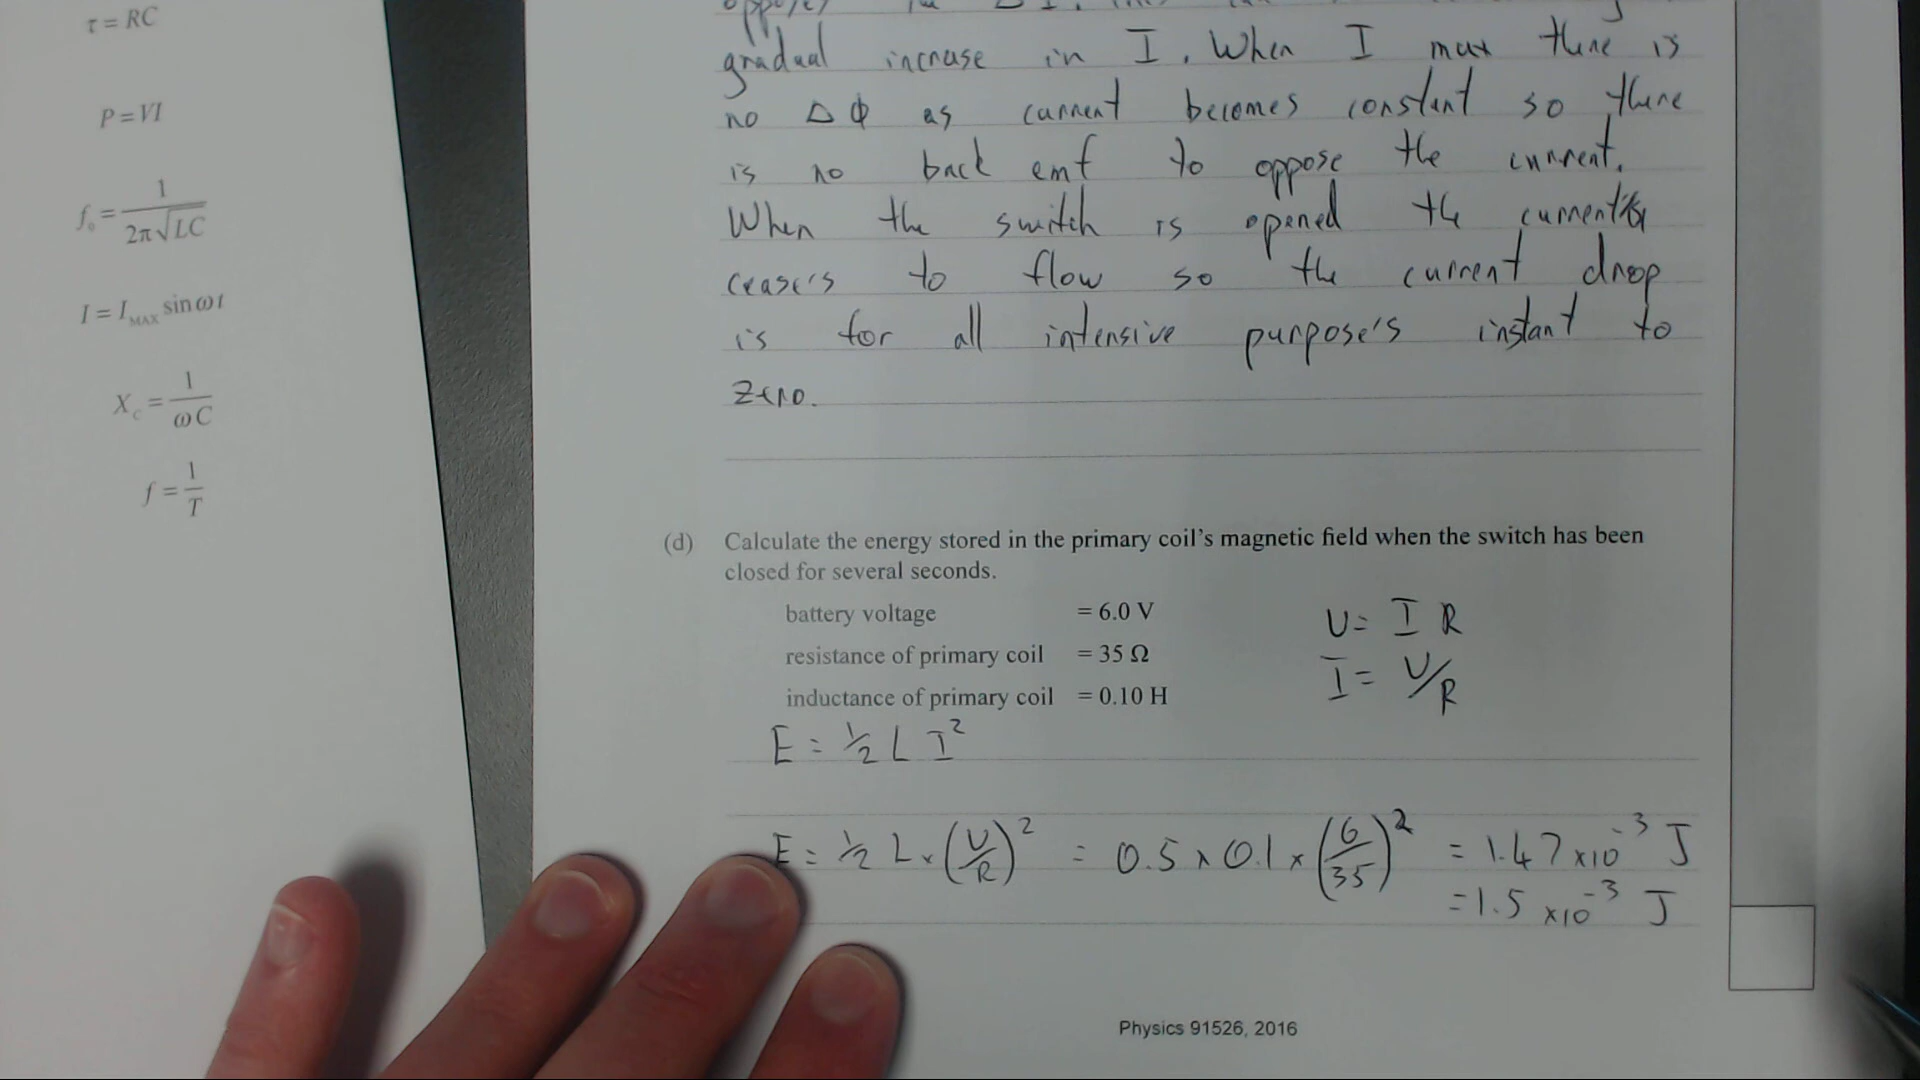 τ = RC
P = VI
f₀ = 1/(2π√LC)
I = I_MAX sin ωt
X_C = 1/(ωC)
f = 1/T
gradual increase in I. When I max there is
no ΔΦ as current becomes constant so there
is no back emf to oppose the current.
When the switch is opened the current
cease's to flow so the current drop
is for all intensive purpose's instant to
zero.
(d) Calculate the energy stored in the primary coil's magnetic field when the switch has been
closed for several seconds.
battery voltage = 6.0 V
resistance of primary coil = 35 Ω
inductance of primary coil = 0.10 H
V = I R
I = V/R
E = ½ L I²
E = ½ L × (V/R)² = 0.5 × 0.1 × (6/35)² = 1.47 × 10⁻³ J
= 1.5 × 10⁻³ J
Physics 91526, 2016